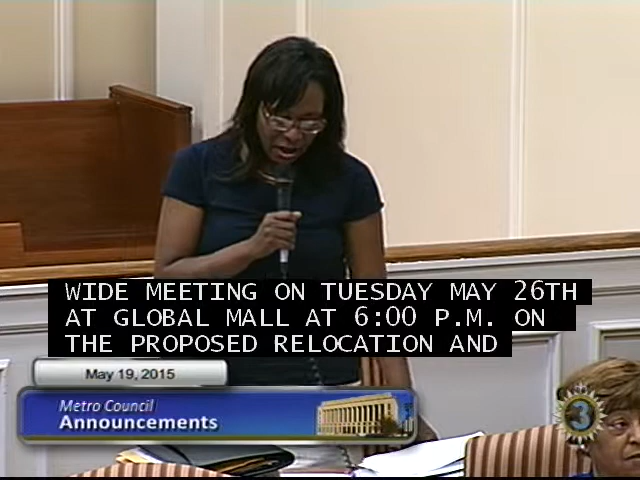 WIDE MEETING ON TUESDAY MAY 26TH
AT GLOBAL MALL AT 6:00 P.M. ON
THE PROPOSED RELOCATION AND
May 19, 2015
Metro Council
Announcements
3